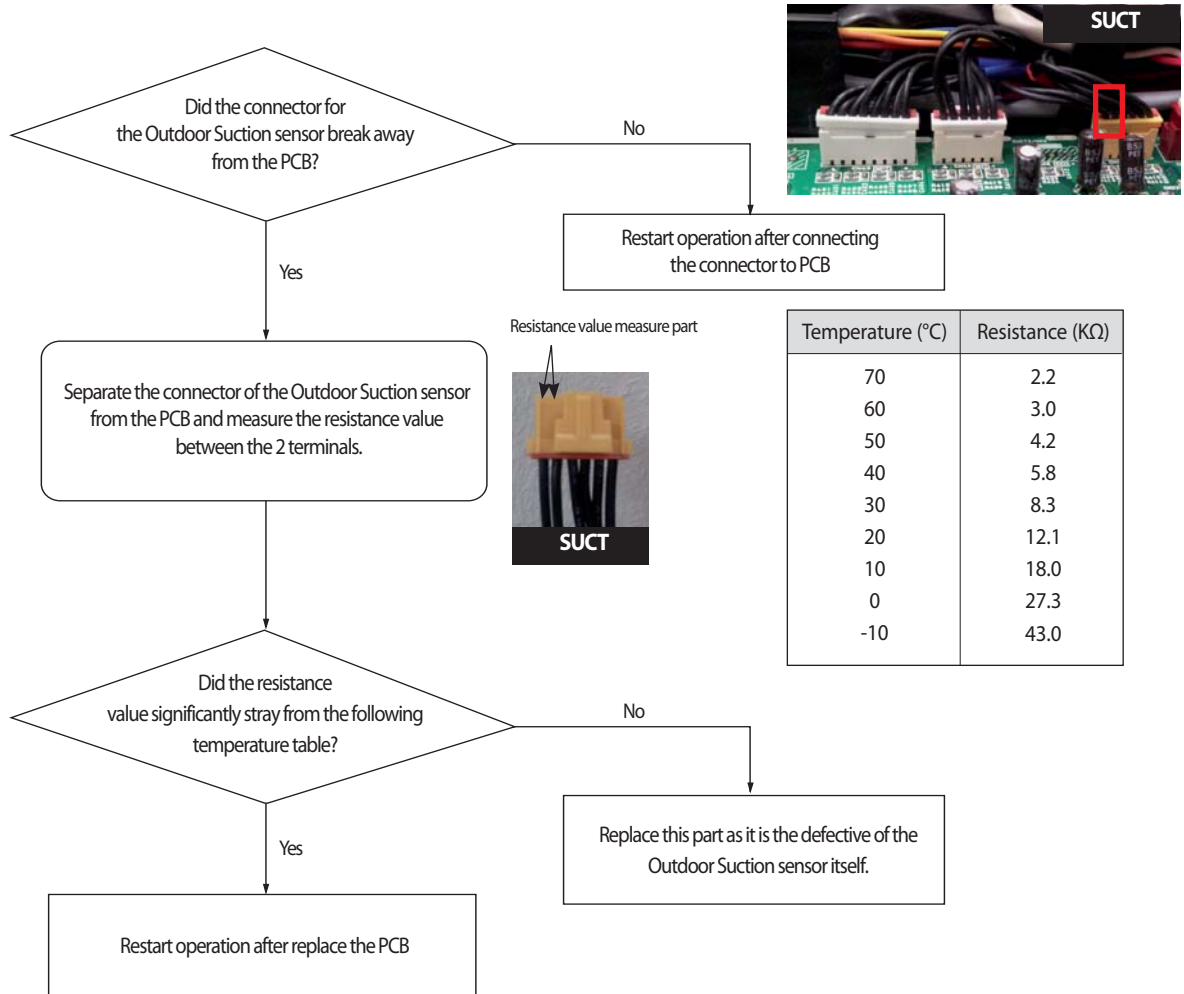 SUCT
Did the connector for
the Outdoor Suction sensor break away
from the PCB?
No
Restart operation after connecting
the connector to PCB
Yes
Resistance value measure part
Separate the connector of the Outdoor Suction sensor
from the PCB and measure the resistance value
between the 2 terminals.
SUCT
Temperature (°C) Resistance (KΩ)
70 2.2
60 3.0
50 4.2
40 5.8
30 8.3
20 12.1
10 18.0
0 27.3
-10 43.0
Did the resistance
value significantly stray from the following
temperature table?
No
Replace this part as it is the defective of the
Outdoor Suction sensor itself.
Yes
Restart operation after replace the PCB